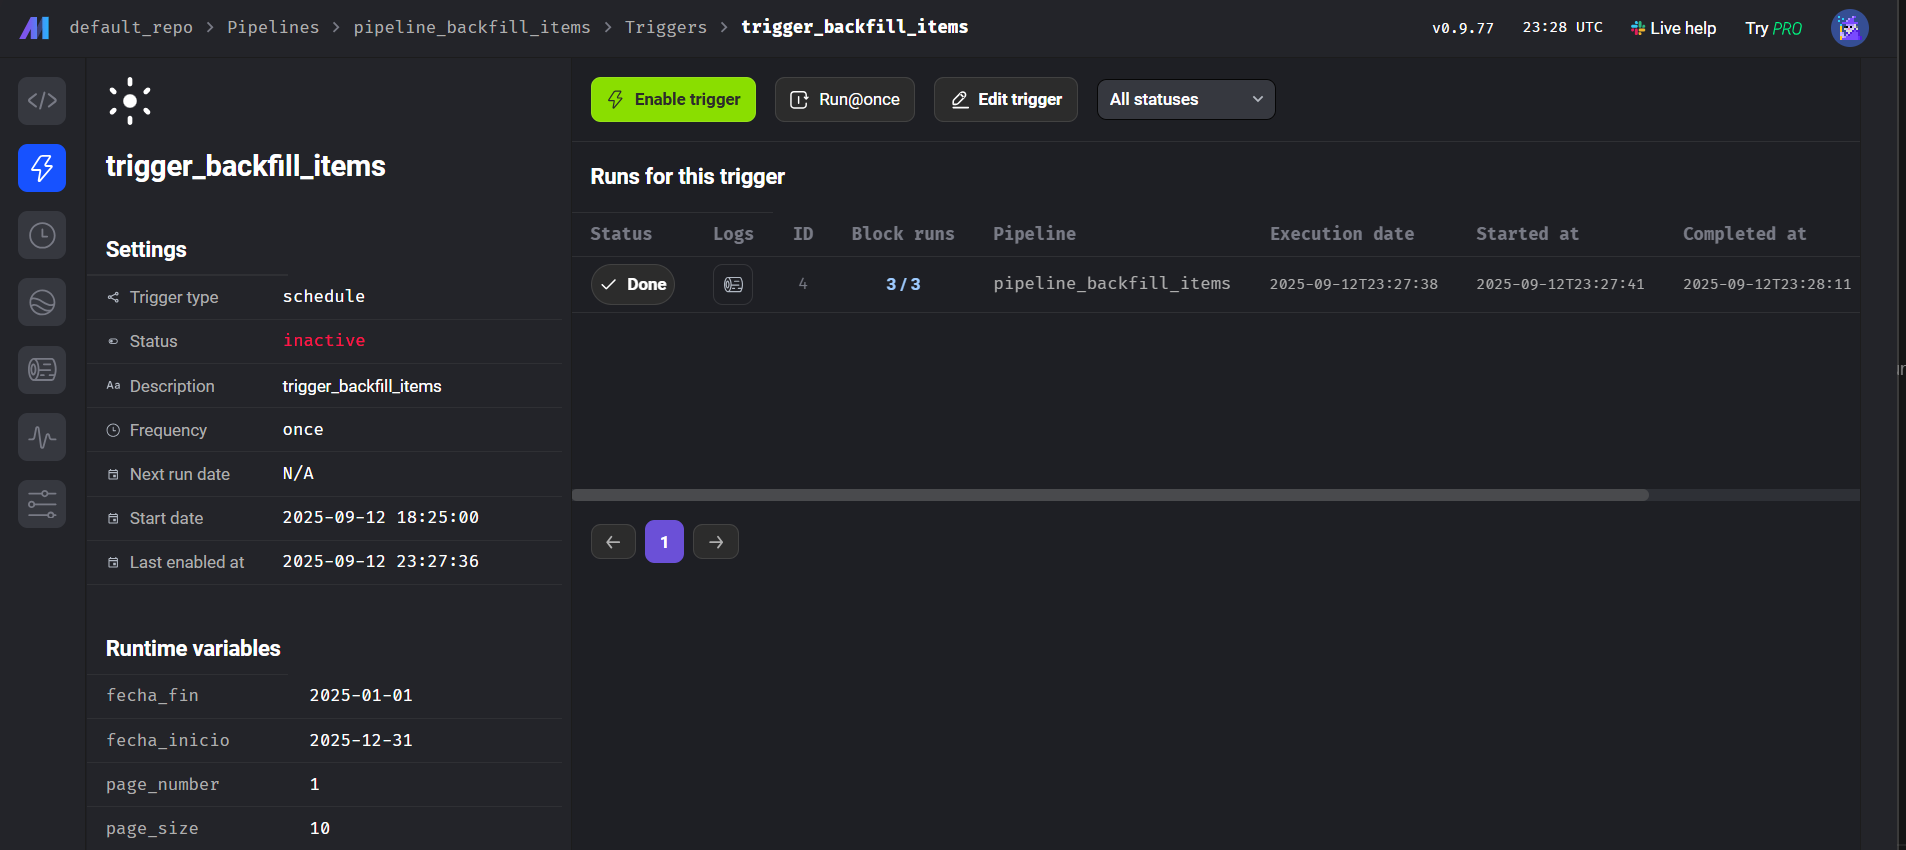 default_repo > Pipelines > pipeline_backfill_items > Triggers > trigger_backfill_items
v0.9.77
23:28 UTC
Live help
Try PRO
trigger_backfill_items
Settings
Trigger type schedule
Status inactive
Description trigger_backfill_items
Frequency once
Next run date N/A
Start date 2025-09-12 18:25:00
Last enabled at 2025-09-12 23:27:36
Runtime variables
fecha_fin 2025-01-01
fecha_inicio 2025-12-31
page_number 1
page_size 10
Enable trigger
Run@once
Edit trigger
All statuses
Runs for this trigger
Status Logs ID Block runs Pipeline Execution date Started at Completed at
Done 4 3 / 3 pipeline_backfill_items 2025-09-12T23:27:38 2025-09-12T23:27:41 2025-09-12T23:28:11
1